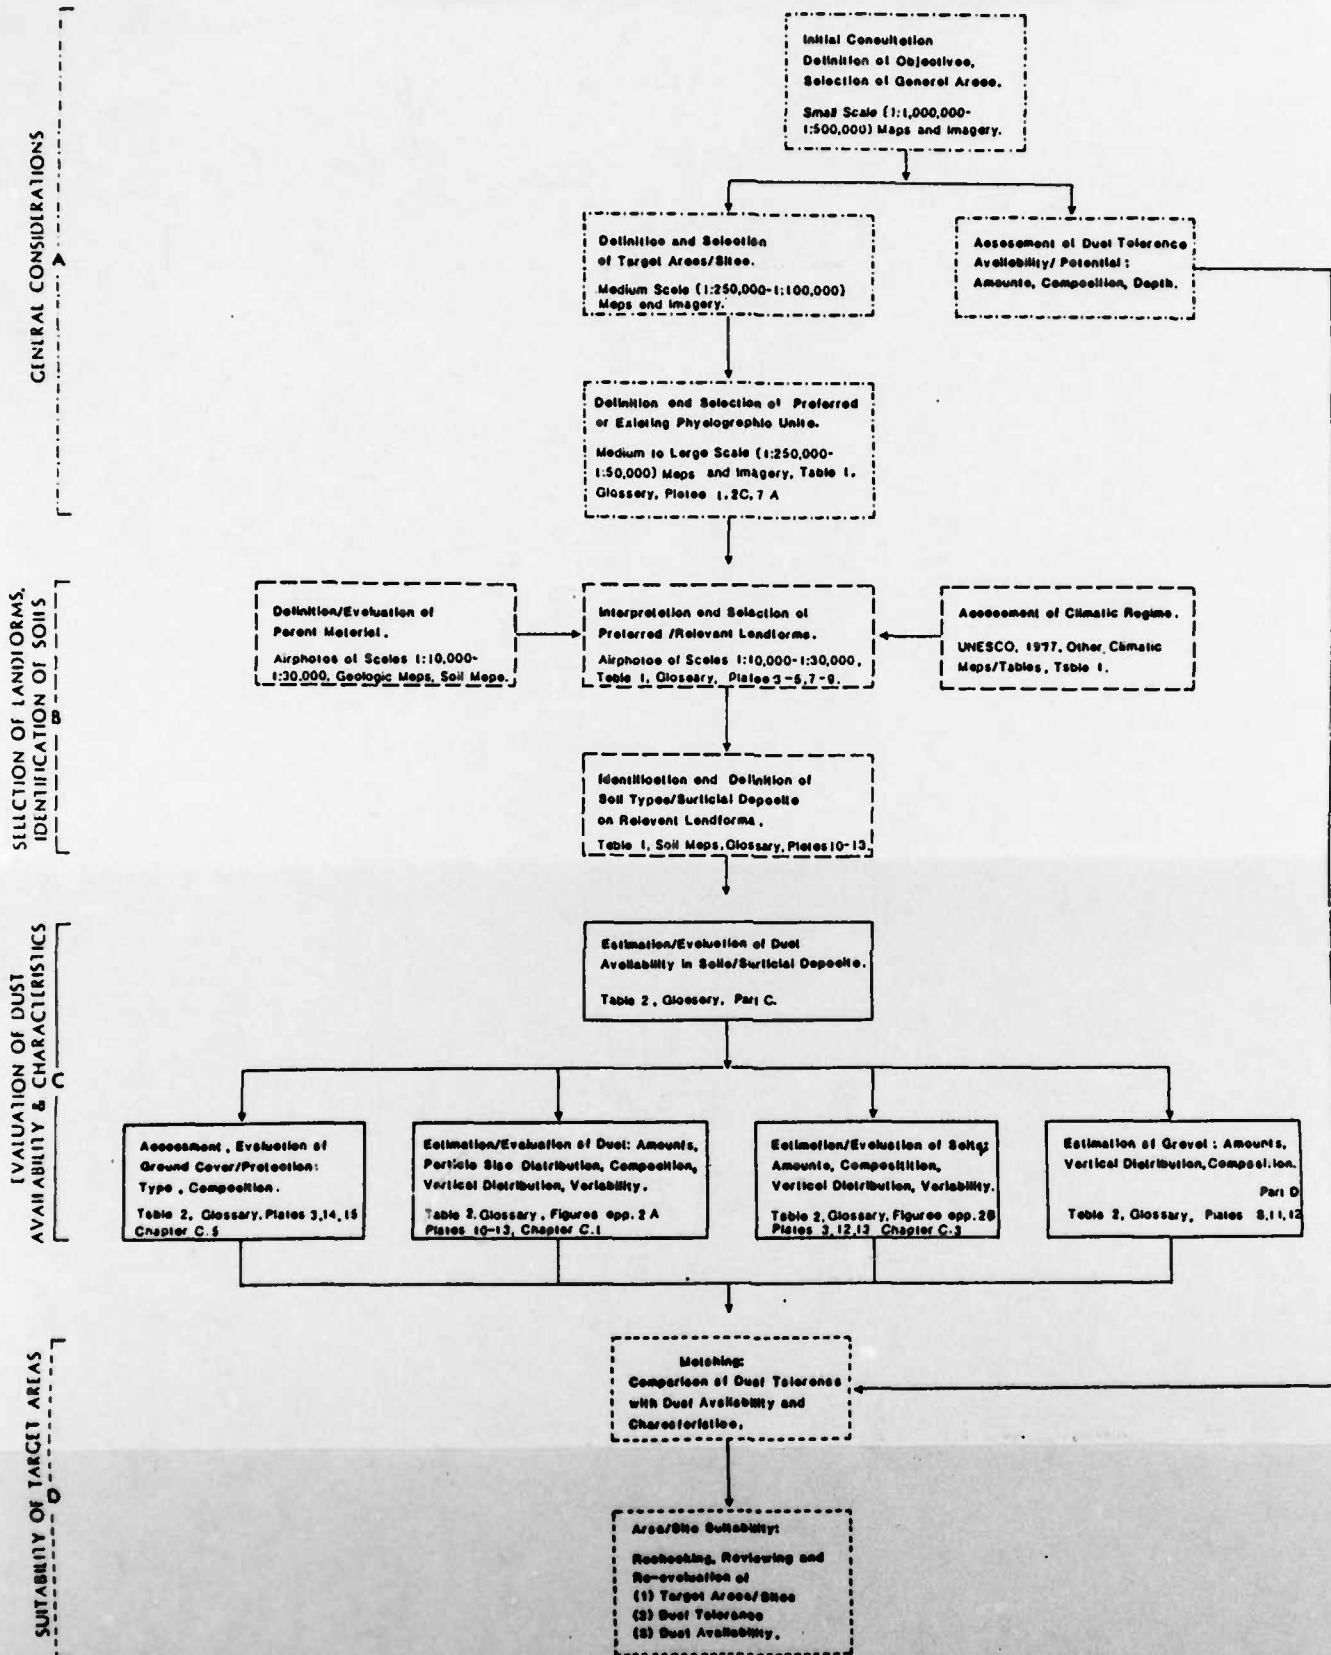 GENERAL CONSIDERATIONS
A
Initial Consultation
Definition of Objectives,
Selection of General Areas.
Small Scale (1:1,000,000-
1:500,000) Maps and Imagery.
Definition and Selection
of Target Areas/Sites.
Medium Scale (1:250,000-1:100,000)
Maps and Imagery.
Assessment of Dust Tolerance
Availability/ Potential :
Amounts, Composition, Depth.
Definition and Selection of Preferred
or Existing Physiographic Units.
Medium to Large Scale (1:250,000-
1:50,000) Maps and Imagery, Table 1.
Glossary, Plates 1, 2C, 7 A
SELECTION OF LANDFORMS,
IDENTIFICATION OF SOILS
B
Definition/Evaluation of
Parent Material.
Airphotos of Scales 1:10,000-
1:30,000, Geologic Maps, Soil Maps.
Interpretation and Selection of
Preferred /Relevant Landforms.
Airphotos of Scales 1:10,000-1:30,000,
Table 1, Glossary, Plates 3-5, 7-9.
Assessment of Climatic Regime.
UNESCO, 1977, Other Climatic
Maps/Tables, Table 1.
Identification and Definition of
Soil Types/Surficial Deposits
on Relevant Landforms.
Table 1, Soil Maps, Glossary, Plates 10-13.
EVALUATION OF DUST
AVAILABILITY & CHARACTERISTICS
C
Estimation/Evaluation of Dust
Availability in Soils/Surficial Deposits.
Table 2, Glossary, Part C.
Assessment, Evaluation of
Ground Cover/Protection:
Type, Composition.
Table 2, Glossary, Plates 3,14,15
Chapter C.5
Estimation/Evaluation of Dust: Amounts,
Particle Size Distribution, Composition,
Vertical Distribution, Variability.
Table 2, Glossary, Figures app. 2 A
Plates 10-13, Chapter C.1
Estimation/Evaluation of Salts:
Amounts, Composition,
Vertical Distribution, Variability.
Table 2, Glossary, Figures app. 2B
Plates 3,12,13 Chapter C.3
Estimation of Gravel : Amounts,
Vertical Distribution, Composition.
Part D
Table 2, Glossary, Plates 8,11,12
SUITABILITY OF TARGET AREAS
D
Matching:
Comparison of Dust Tolerance
with Dust Availability and
Characteristics.
Area/Site Suitability:
Rechecking, Reviewing and
Re-evaluation of
(1) Target Areas/Sites
(2) Dust Tolerance
(3) Dust Availability.